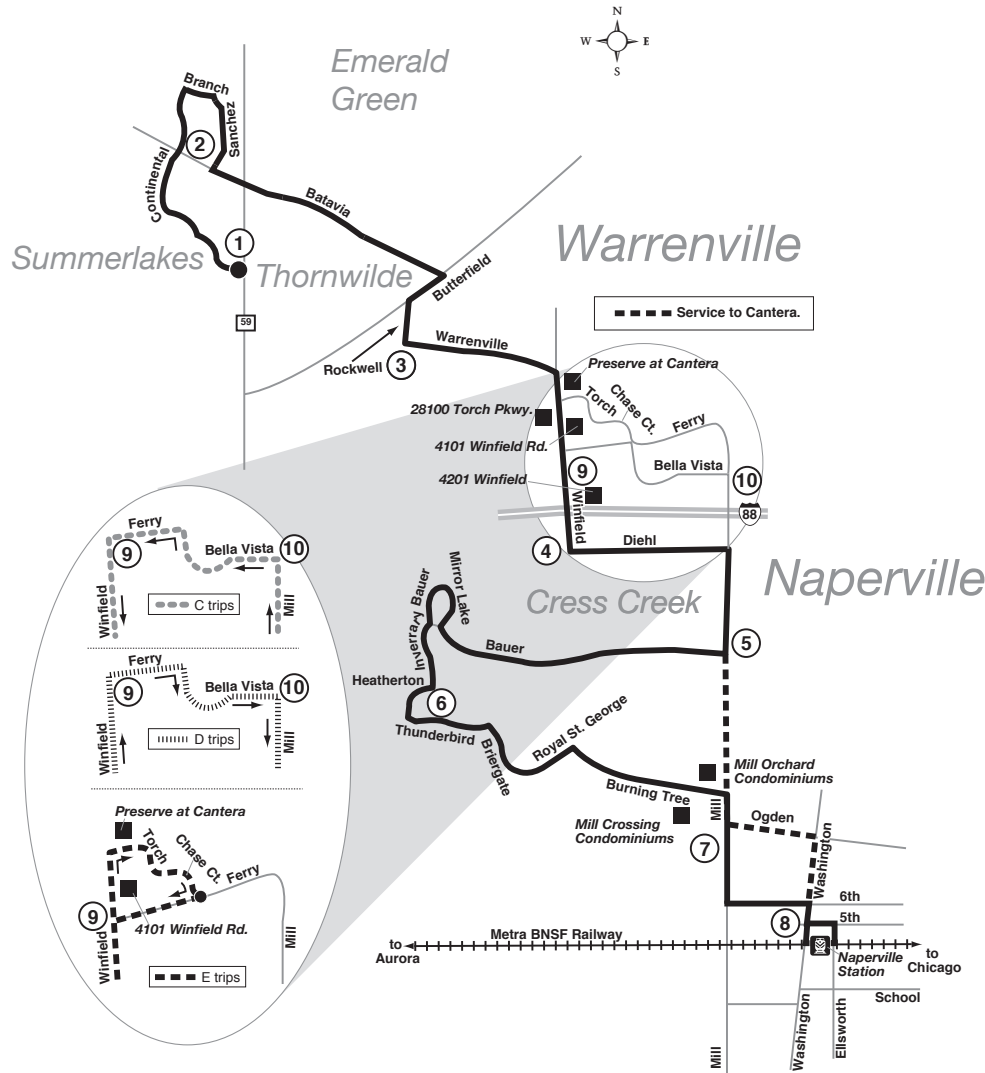 N
W
E
S
Emerald
Green
Branch
Sanchez
2
Continental
Batavia
1
Summerlakes
Thornwilde
Butterfield
59
Warrenville
Service to Cantera.
Warrenville
Rockwell
3
Preserve at Cantera
Torch
Chase Ct.
28100 Torch Pkwy.
Ferry
4101 Winfield Rd.
9
Bella Vista
4201 Winfield
10
Winfield
88
4
Diehl
Naperville
Cress Creek
Mirror Lake
Bauer
Inverrary
Bauer
5
Heatherton
6
Thunderbird
Briergate
Royal St. George
Burning Tree
Mill Orchard
Condominiums
Mill
Mill Crossing
Condominiums
Ogden
7
Washington
6th
5th
8
to
Aurora
Metra BNSF Railway
Naperville
Station
to
Chicago
School
Mill
Washington
Ellsworth
Ferry
9
Bella Vista
10
Winfield
C trips
Mill
Ferry
9
Bella Vista
10
Winfield
D trips
Mill
Preserve at Cantera
Torch
Chase Ct.
Ferry
9
4101 Winfield Rd.
Winfield
Mill
E trips